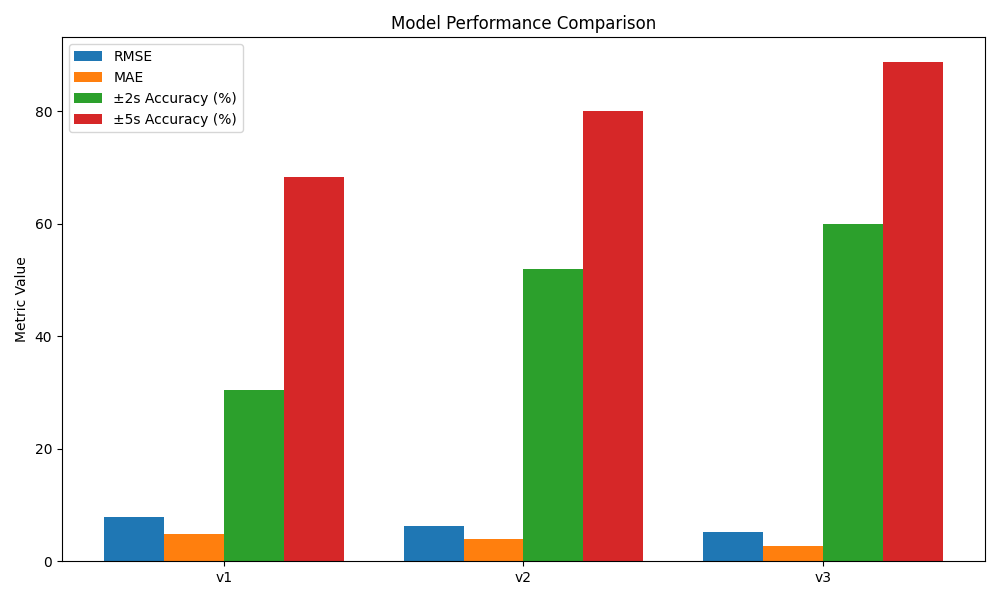 Model Performance Comparison
RMSE
MAE
±2s Accuracy (%)
±5s Accuracy (%)
Metric Value
80
60
40
20
0
v1
v2
v3